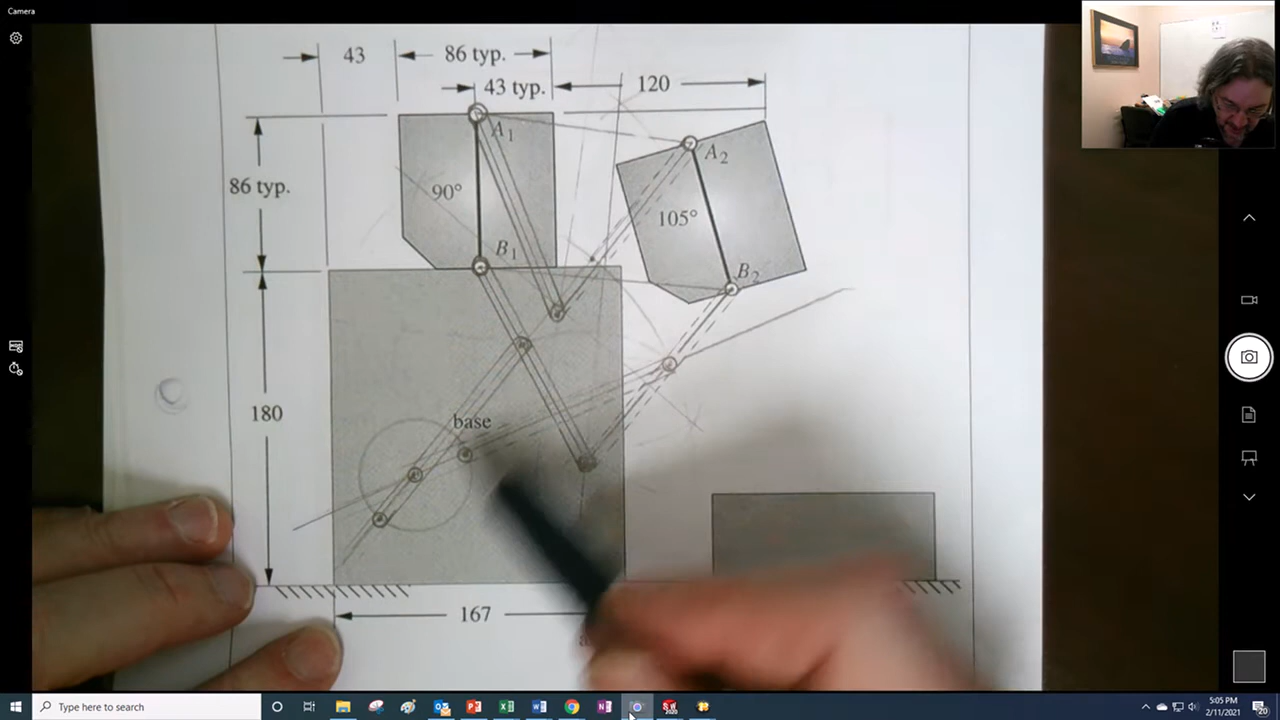 Camera
43
86 typ.
43 typ.
120
A₁
A₂
86 typ.
90°
105°
B₁
B₂
180
base
167
a
Type here to search
5:05 PM
2/11/2021
20